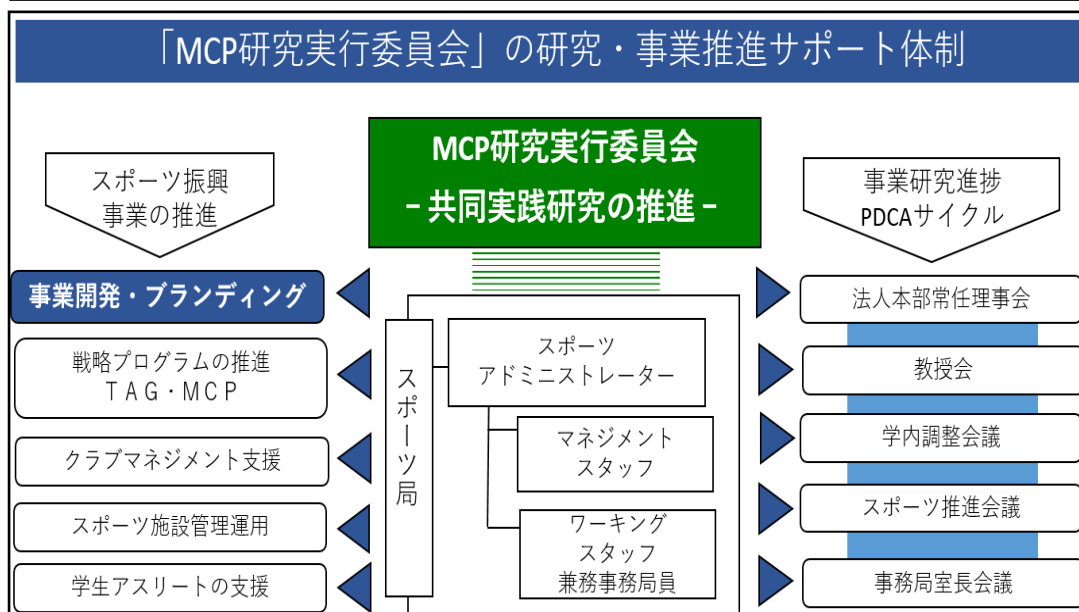 「MCP研究実行委員会」の研究・事業推進サポート体制
スポーツ振興
事業の推進
MCP研究実行委員会
－共同実践研究の推進－
事業研究進捗
PDCAサイクル
事業開発・ブランディング
戦略プログラムの推進
ＴＡＧ・ＭＣＰ
クラブマネジメント支援
スポーツ施設管理運用
学生アスリートの支援
スポーツ局
スポーツ
アドミニストレーター
マネジメント
スタッフ
ワーキング
スタッフ
兼務事務局員
法人本部常任理事会
教授会
学内調整会議
スポーツ推進会議
事務局室長会議